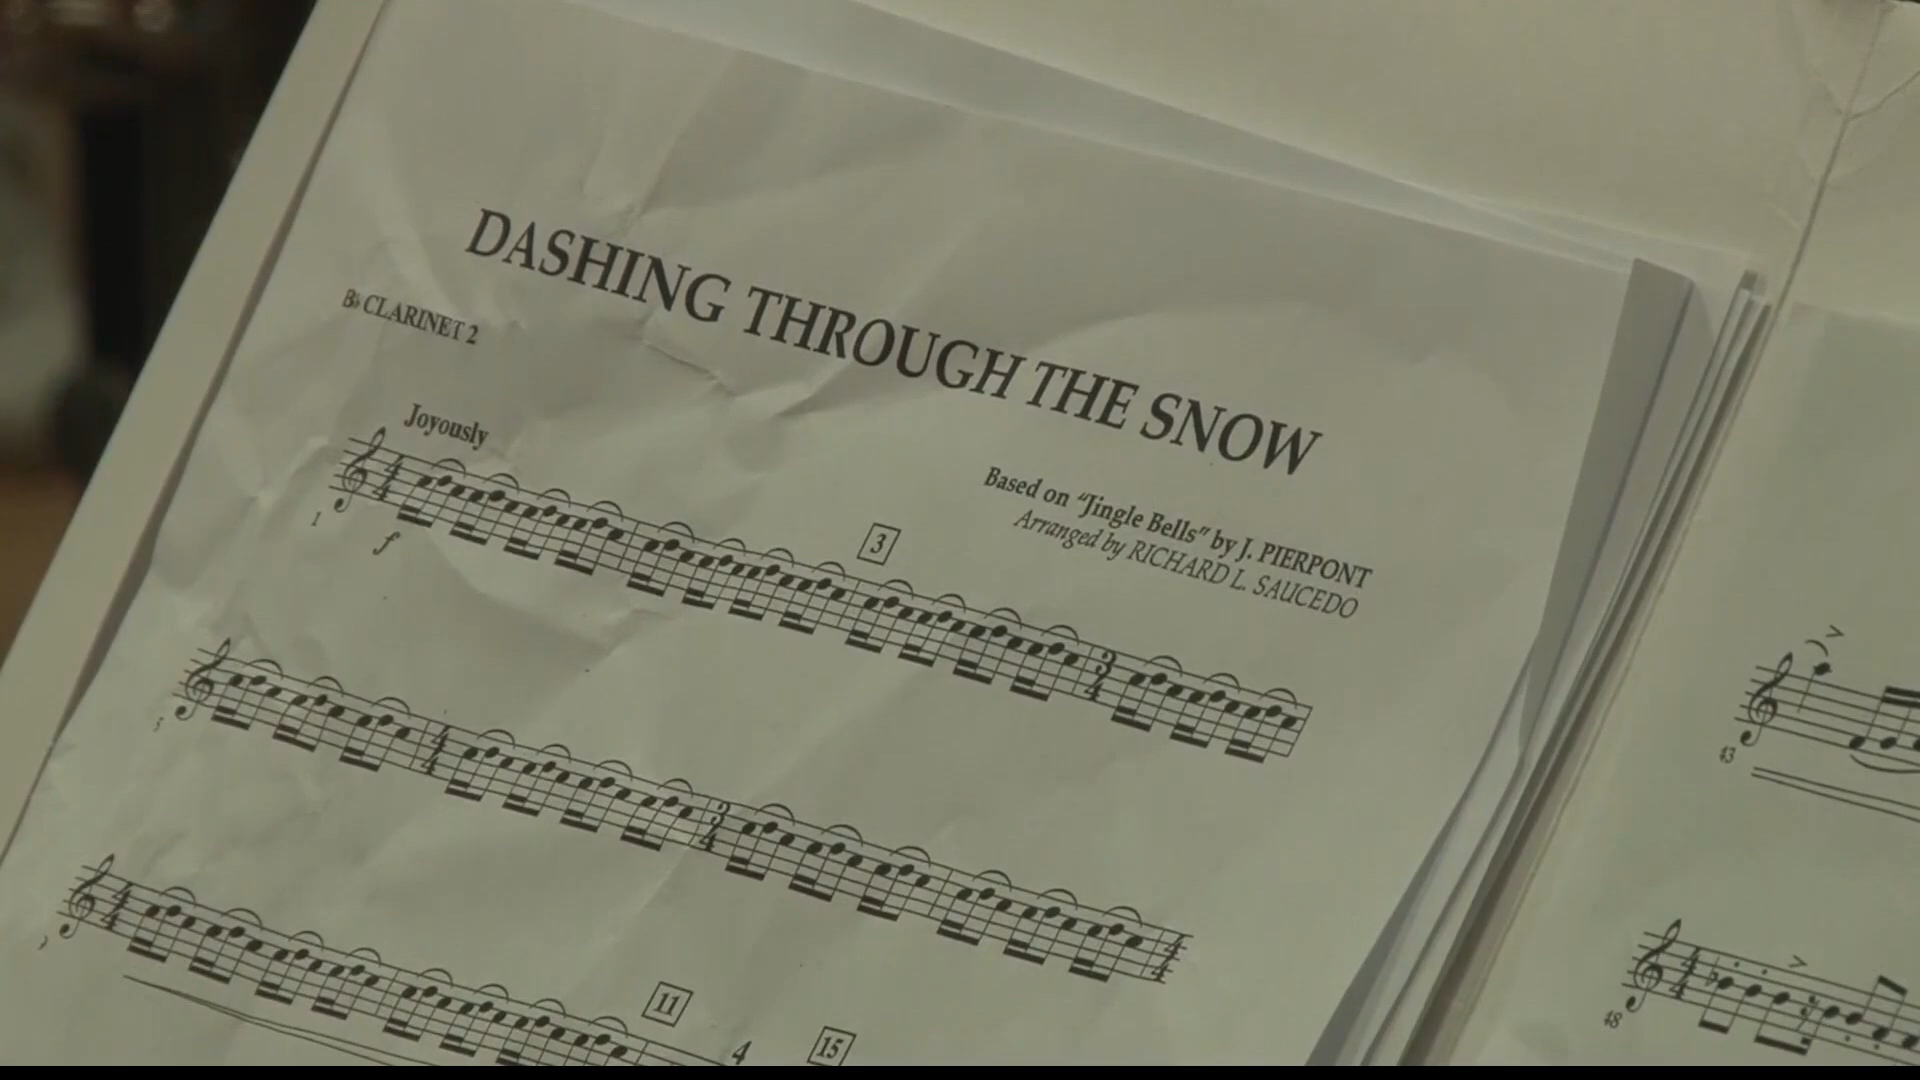 DASHING THROUGH THE SNOW
B♭ CLARINET 2
Based on “Jingle Bells” by J. PIERPONT
Arranged by RICHARD L. SAUCEDO
Joyously
3
1
f
5
11
4
15
43
48